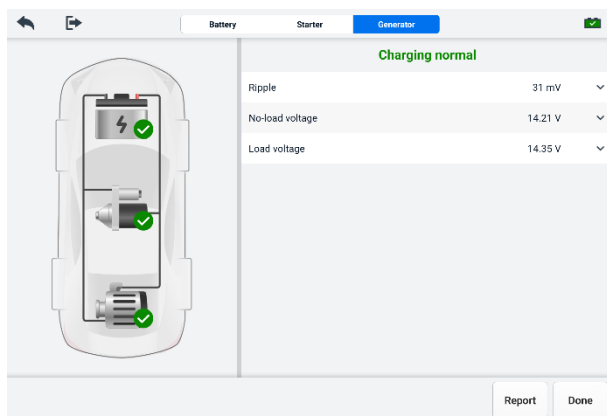 Battery Starter Generator
Charging normal
Ripple 31 mV
No-load voltage 14.21 V
Load voltage 14.35 V
Report Done